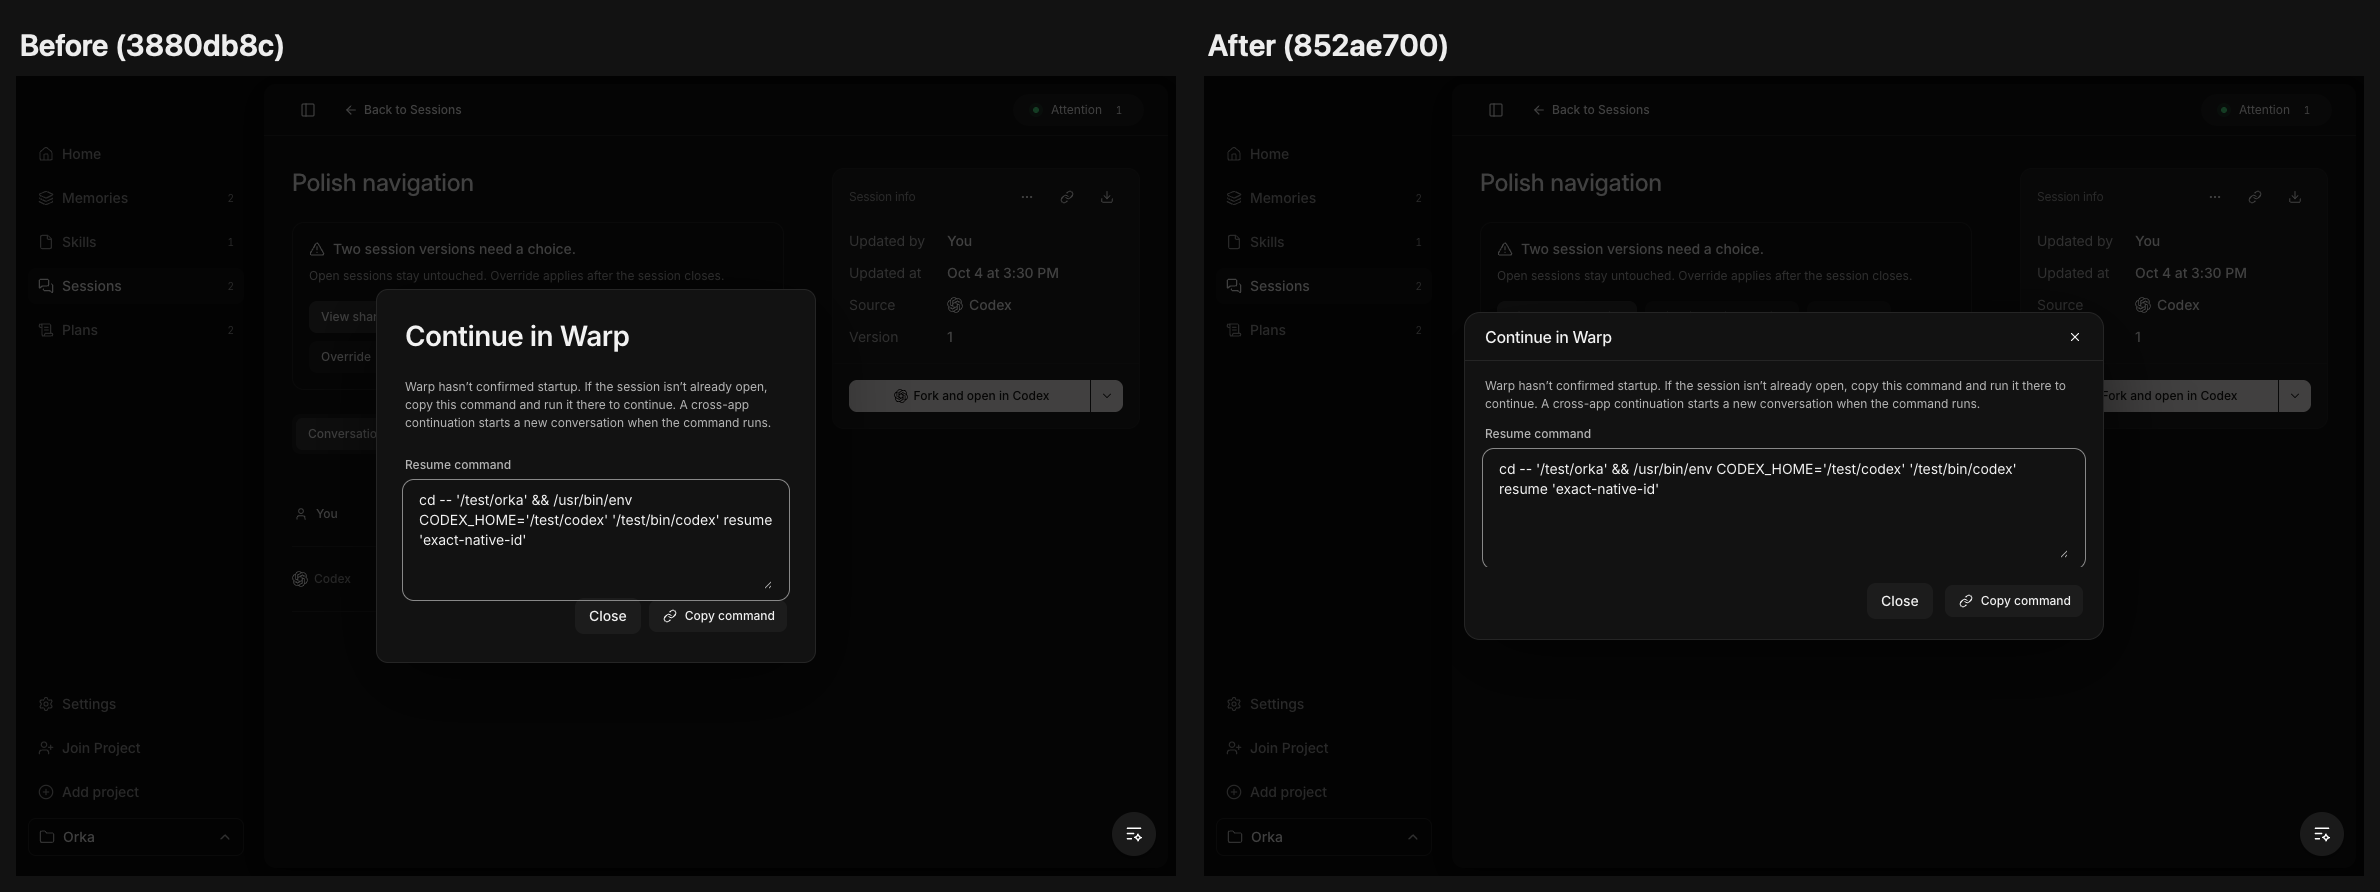 Before (3880db8c)
Back to Sessions
Attention 1
Home
Memories 2
Skills 1
Sessions 2
Plans 2
Polish navigation
Two session versions need a choice.
Open sessions stay untouched. Override applies after the session closes.
View shar
Override
Conversatio
You
Codex
Session info
Updated by You
Updated at Oct 4 at 3:30 PM
Source Codex
Version 1
Fork and open in Codex
Continue in Warp
Warp hasn’t confirmed startup. If the session isn’t already open,
copy this command and run it there to continue. A cross-app
continuation starts a new conversation when the command runs.
Resume command
cd -- '/test/orka' && /usr/bin/env
CODEX_HOME='/test/codex' '/test/bin/codex' resume
'exact-native-id'
Close
Copy command
Settings
Join Project
Add project
Orka
After (852ae700)
Back to Sessions
Attention 1
Home
Memories 2
Skills 1
Sessions 2
Plans 2
Polish navigation
Two session versions need a choice.
Open sessions stay untouched. Override applies after the session closes.
Session info
Updated by You
Updated at Oct 4 at 3:30 PM
Source Codex
1
Fork and open in Codex
Continue in Warp
Warp hasn’t confirmed startup. If the session isn’t already open, copy this command and run it there to
continue. A cross-app continuation starts a new conversation when the command runs.
Resume command
cd -- '/test/orka' && /usr/bin/env CODEX_HOME='/test/codex' '/test/bin/codex'
resume 'exact-native-id'
Close
Copy command
Settings
Join Project
Add project
Orka